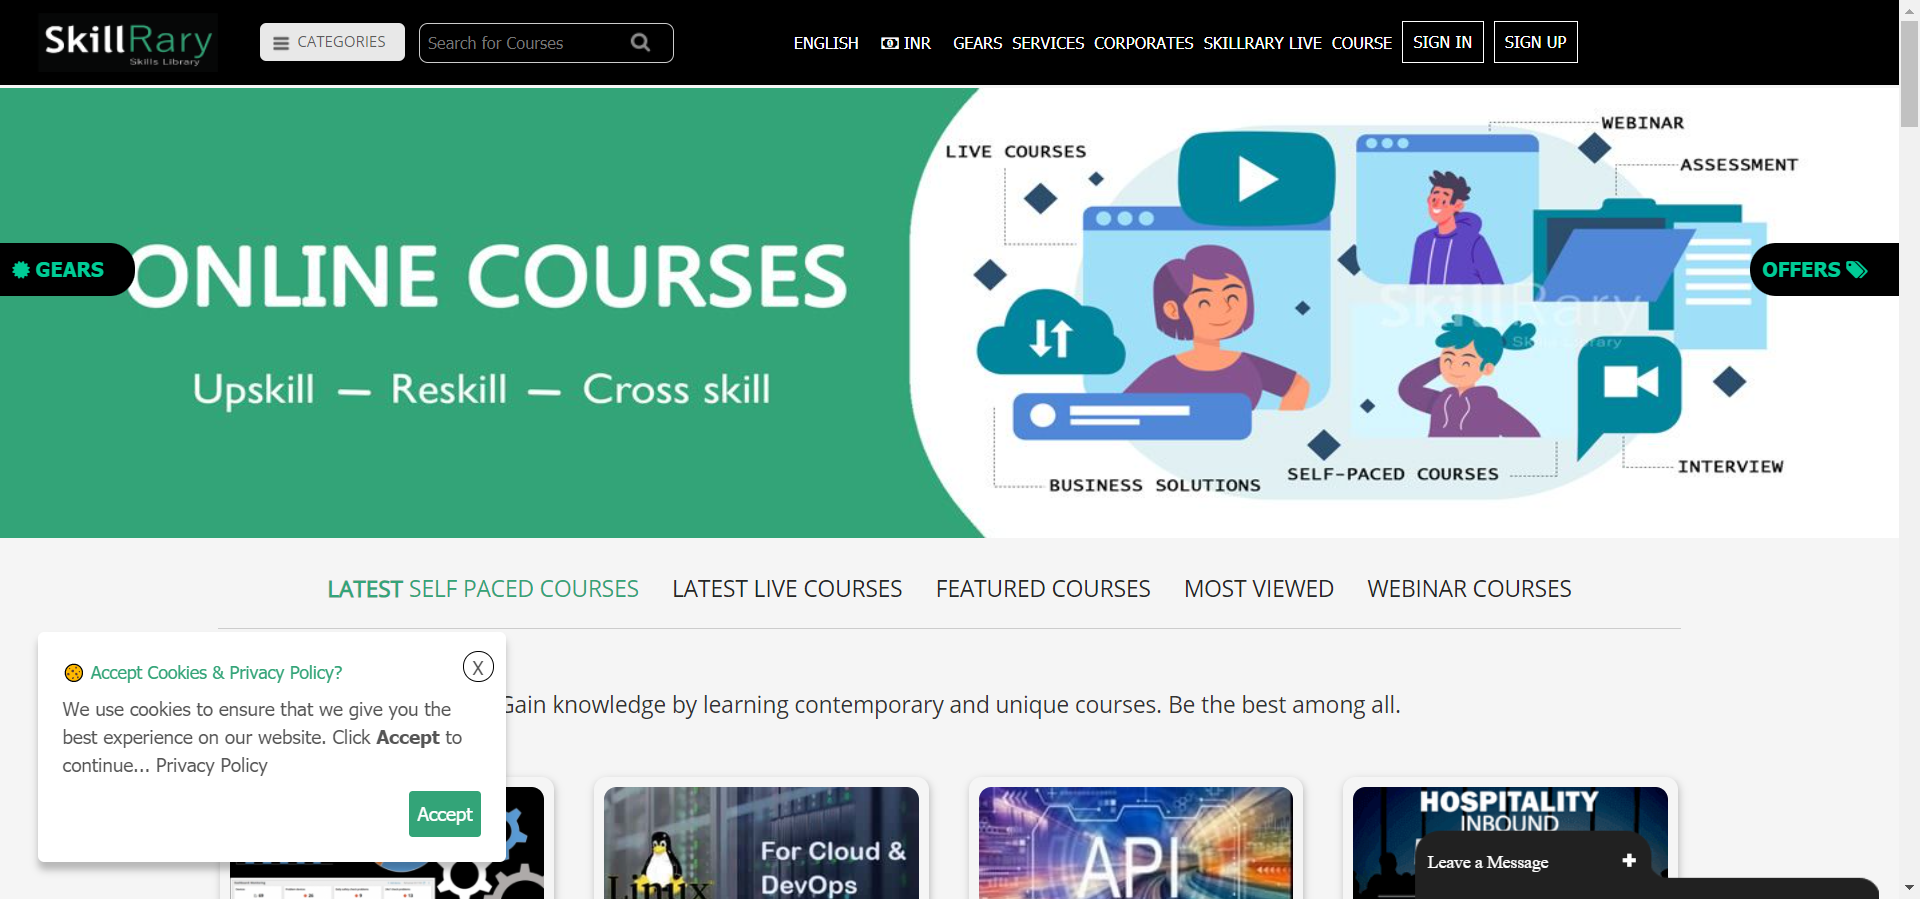 SkillRary
Skills Library
CATEGORIES
Search for Courses
ENGLISH
INR
GEARS
SERVICES
CORPORATES
SKILLRARY LIVE
COURSE
SIGN IN
SIGN UP
LIVE COURSES
WEBINAR
ASSESSMENT
GEARS
ONLINE COURSES
OFFERS
SkillRary
Upskill — Reskill — Cross skill
BUSINESS SOLUTIONS
SELF-PACED COURSES
INTERVIEW
LATEST SELF PACED COURSES
LATEST LIVE COURSES
FEATURED COURSES
MOST VIEWED
WEBINAR COURSES
Accept Cookies & Privacy Policy?
X
We use cookies to ensure that we give you the
best experience on our website. Click Accept to
continue... Privacy Policy
Accept
Gain knowledge by learning contemporary and unique courses. Be the best among all.
For Cloud &
DevOps
Linux
API
HOSPITALITY
INBOUND
Leave a Message